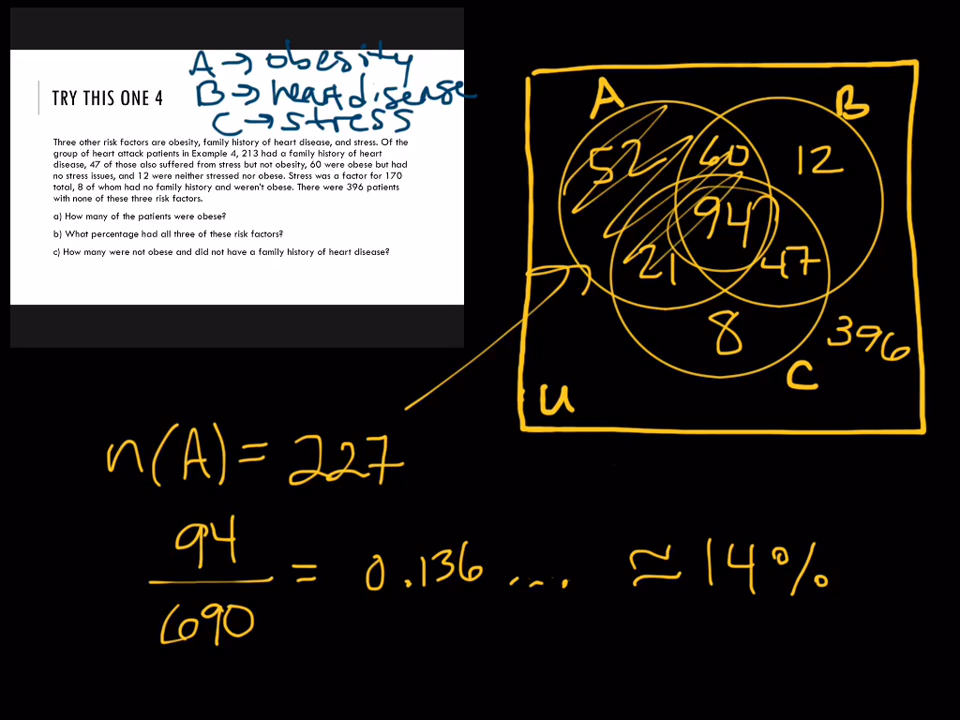 A → obesity
B → heart disease
C → stress
TRY THIS ONE 4
Three other risk factors are obesity, family history of heart disease, and stress. Of the
group of heart attack patients in Example 4, 213 had a family history of heart
disease, 47 of those also suffered from stress but not obesity, 60 were obese but had
no stress issues, and 12 were neither stressed nor obese. Stress was a factor for 170
total, 8 of whom had no family history and weren't obese. There were 396 patients
with none of these three risk factors.
a) How many of the patients were obese?
b) What percentage had all three of these risk factors?
c) How many were not obese and did not have a family history of heart disease?
A B
52 60 12
94
21 47
8 396
C
U
n(A) = 227
94
690
= 0.136 ... ≈ 14%